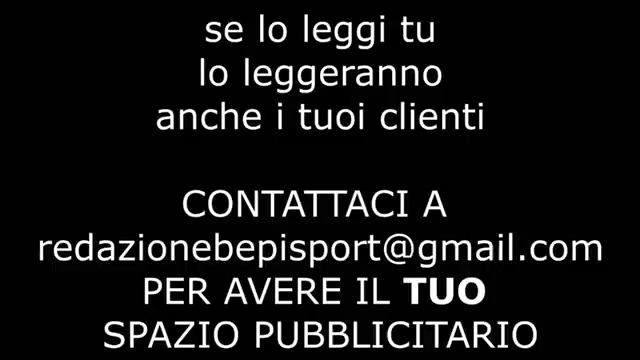 se lo leggi tu
lo leggeranno
anche i tuoi clienti
CONTATTACI A
redazionebepisport@gmail.com
PER AVERE IL TUO
SPAZIO PUBBLICITARIO